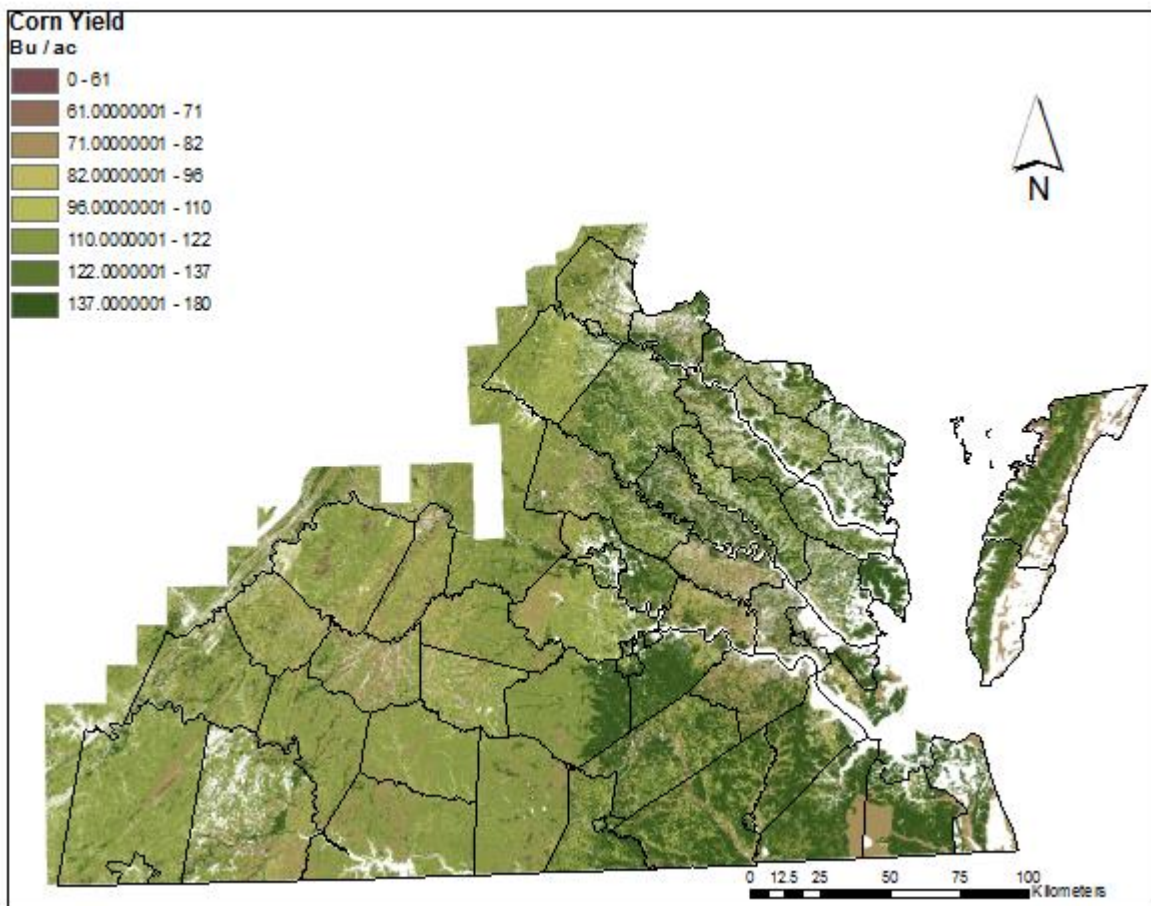 Corn Yield
Bu / ac
0 - 61
61.00000001 - 71
71.00000001 - 82
82.00000001 - 96
96.00000001 - 110
110.0000001 - 122
122.0000001 - 137
137.0000001 - 180
N
0 12.5 25 50 75 100
Kilometers